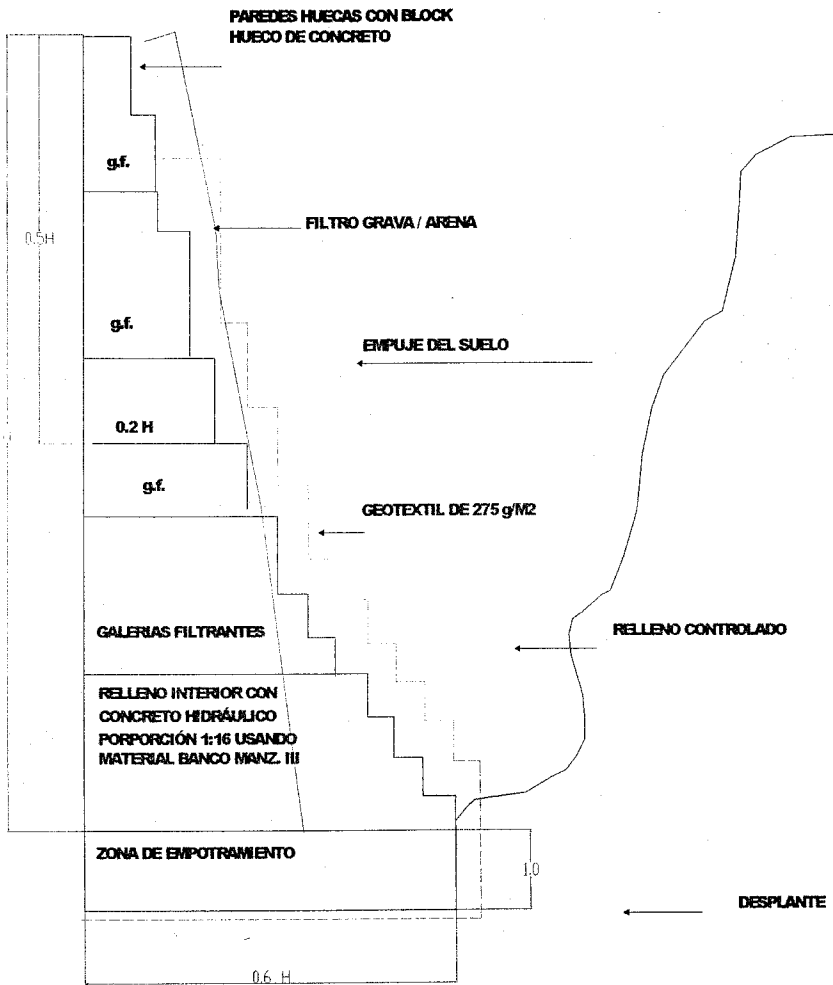 PAREDES HUECAS CON BLOCK
HUECO DE CONCRETO
g.f.
FILTRO GRAVA / ARENA
0.5H
g.f.
EMPUJE DEL SUELO
0.2 H
g.f.
GEOTEXTIL DE 275 g/M2
GALERIAS FILTRANTES
RELLENO CONTROLADO
RELLENO INTERIOR CON
CONCRETO HIDRÁULICO
PORPORCIÓN 1:16 USANDO
MATERIAL BANCO MANZ. III
ZONA DE EMPOTRAMIENTO
1.0
DESPLANTE
0.6 H